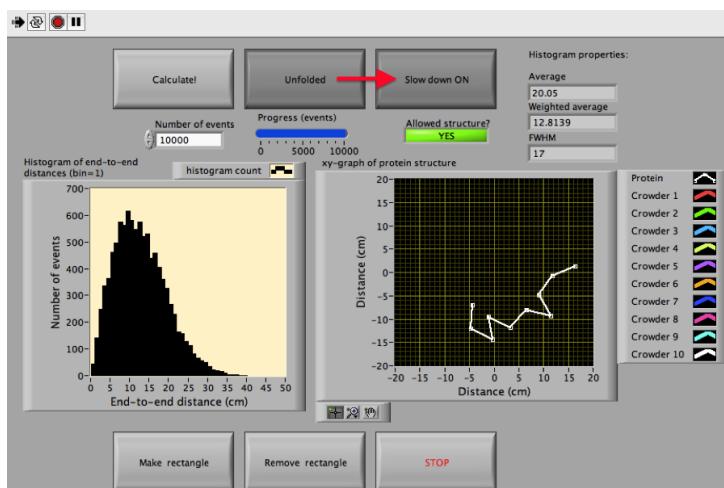 Calculate!
Unfolded
Slow down ON
Histogram properties:
Average
20.05
Weighted average
12.8139
FWHM
17
Number of events
10000
Progress (events)
0 5000 10000
Allowed structure?
YES
Histogram of end-to-end
distances (bin=1)
histogram count
700
600
500
400
300
200
100
0
Number of events
0 5 10 15 20 25 30 35 40 45 50
End-to-end distance (cm)
xy-graph of protein structure
20
15
10
5
0
-5
-10
-15
-20
Distance (cm)
-20 -15 -10 -5 0 5 10 15 20
Distance (cm)
Protein
Crowder 1
Crowder 2
Crowder 3
Crowder 4
Crowder 5
Crowder 6
Crowder 7
Crowder 8
Crowder 9
Crowder 10
Make rectangle
Remove rectangle
STOP